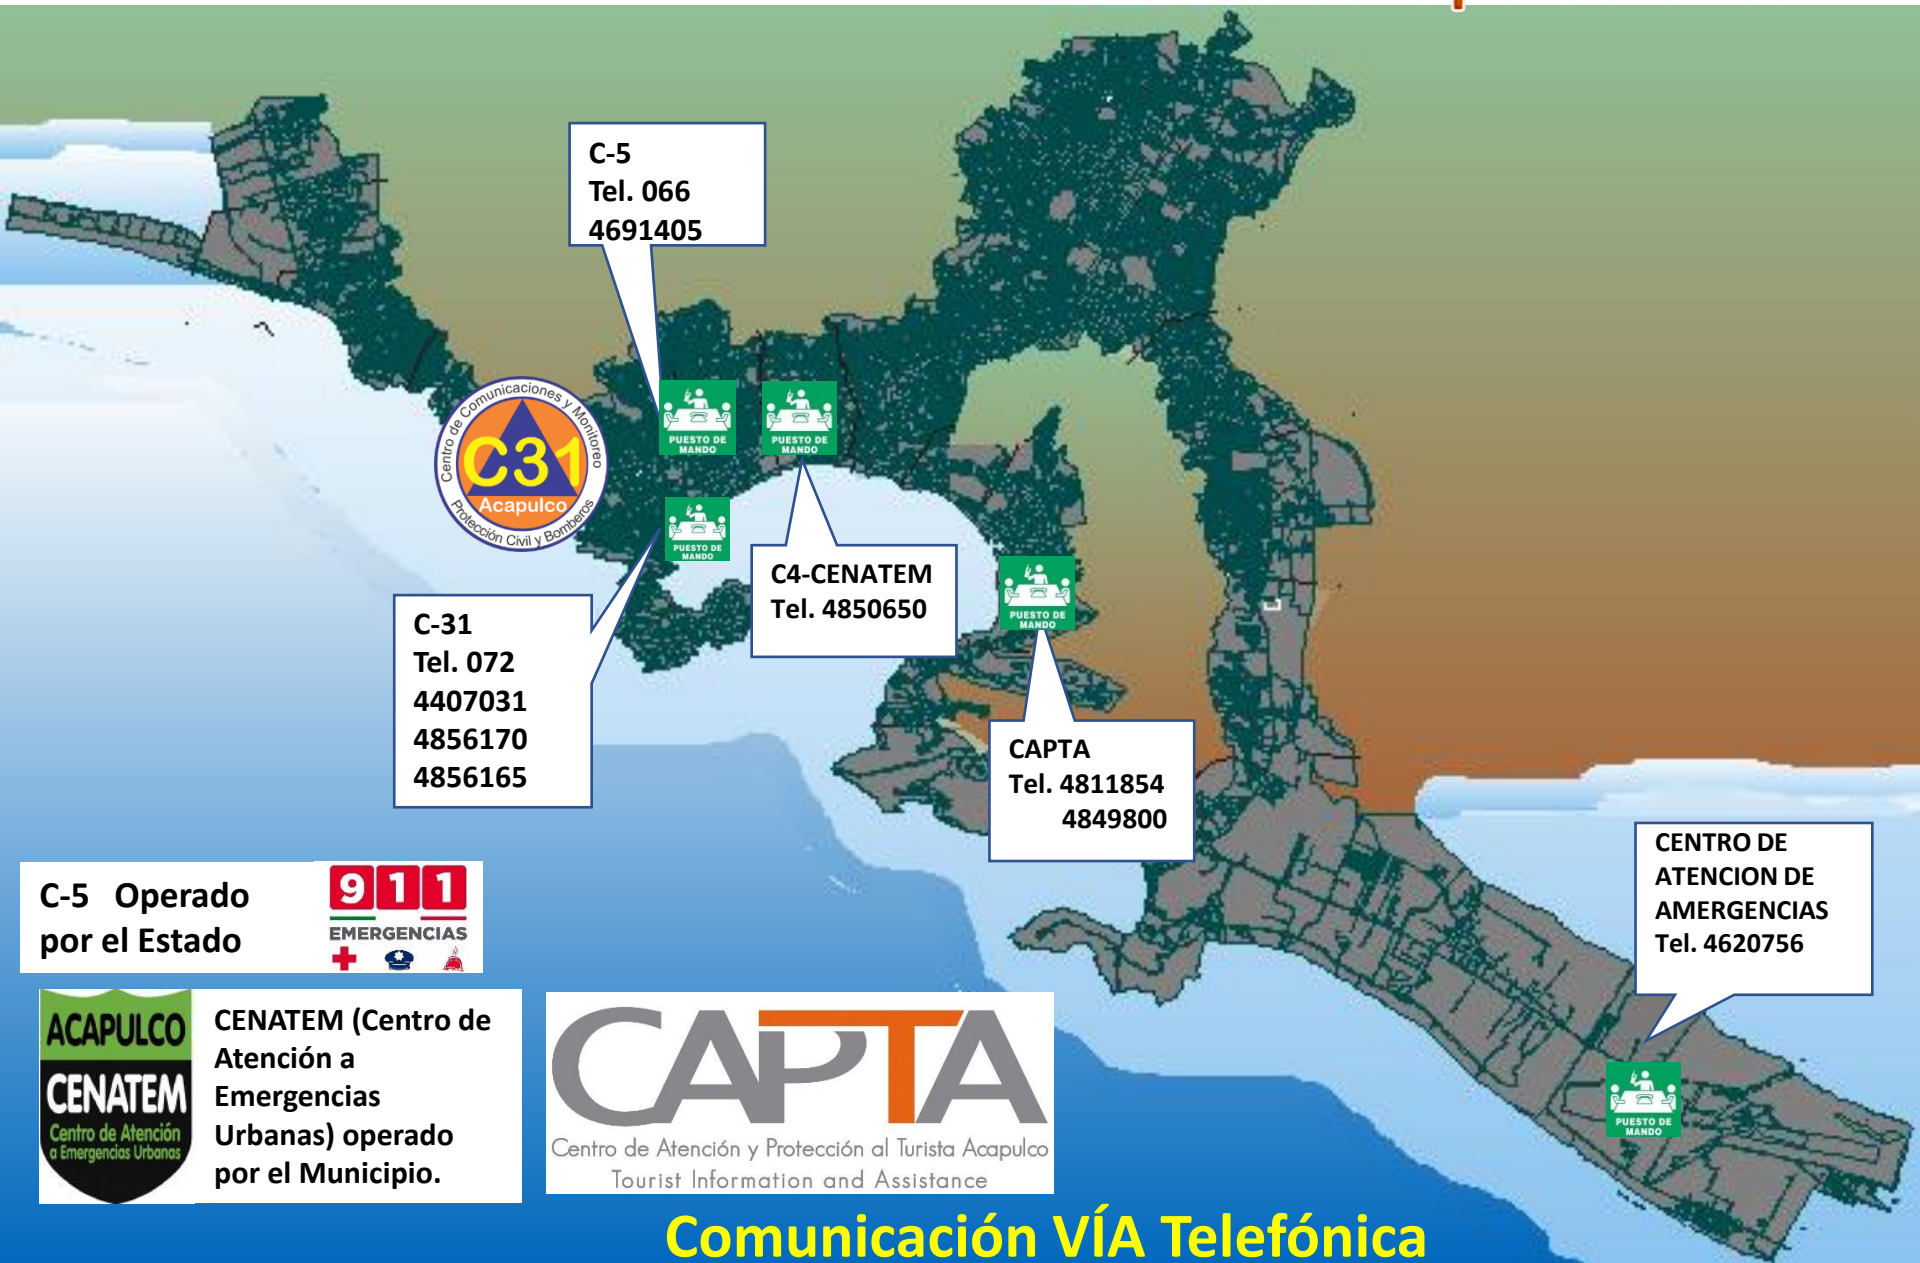 C-5
Tel. 066
4691405
Centro de Comunicaciones y Monitoreo
C31
Acapulco
Protección Civil y Bomberos
PUESTO DE
MANDO
PUESTO DE
MANDO
PUESTO DE
MANDO
C4-CENATEM
Tel. 4850650
PUESTO DE
MANDO
C-31
Tel. 072
4407031
4856170
4856165
CAPTA
Tel. 4811854
4849800
CENTRO DE
ATENCION DE
AMERGENCIAS
Tel. 4620756
PUESTO DE
MANDO
C-5 Operado
por el Estado
911
EMERGENCIAS
ACAPULCO
CENATEM
Centro de Atención
a Emergencias Urbanas
CENATEM (Centro de
Atención a
Emergencias
Urbanas) operado
por el Municipio.
CAPTA
Centro de Atención y Protección al Turista Acapulco
Tourist Information and Assistance
Comunicación VÍA Telefónica